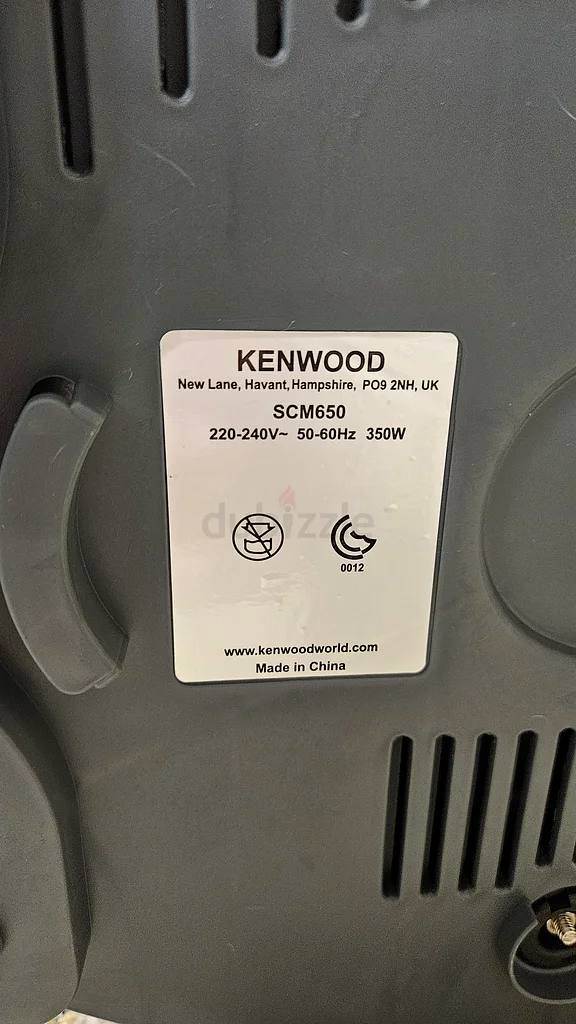 KENWOOD
New Lane, Havant, Hampshire, PO9 2NH, UK
SCM650
220-240V~ 50-60Hz 350W
dubizzle
0012
www.kenwoodworld.com
Made in China